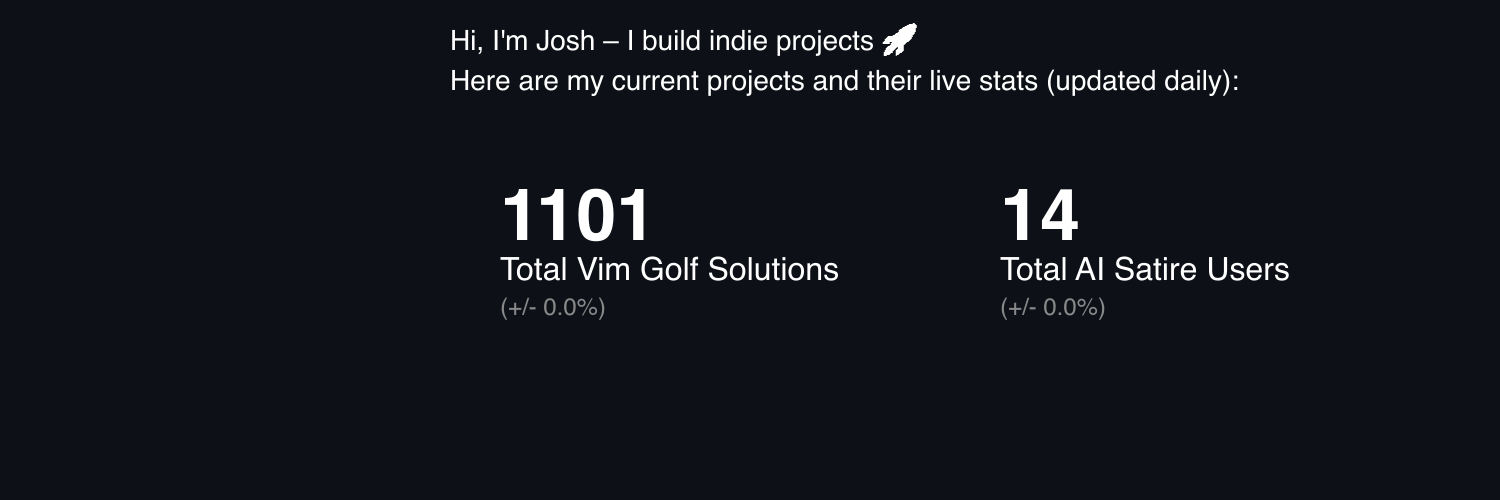 Hi, I'm Josh – I build indie projects 🚀
Here are my current projects and their live stats (updated daily):
1101
Total Vim Golf Solutions
(+/- 0.0%)
14
Total AI Satire Users
(+/- 0.0%)